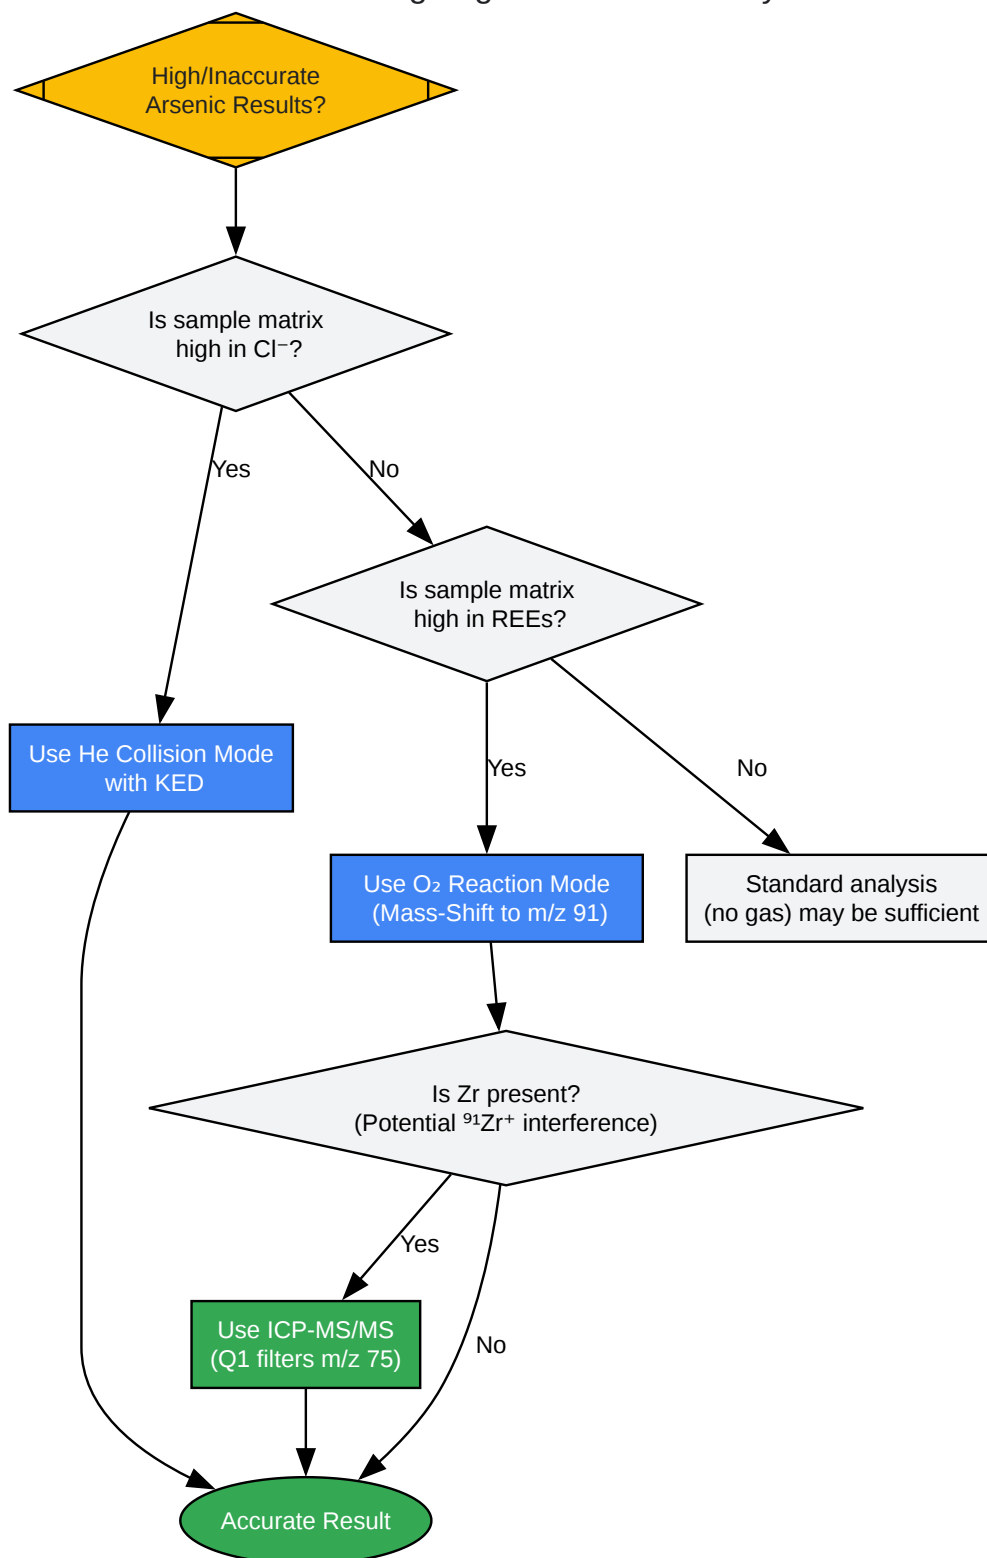 High/Inaccurate
Arsenic Results?
Is sample matrix
high in Cl⁻?
Yes
No
Is sample matrix
high in REEs?
Use He Collision Mode
with KED
Yes
No
Use O₂ Reaction Mode
(Mass-Shift to m/z 91)
Standard analysis
(no gas) may be sufficient
Is Zr present?
(Potential ⁹¹Zr⁺ interference)
Yes
Use ICP-MS/MS
(Q1 filters m/z 75)
No
Accurate Result